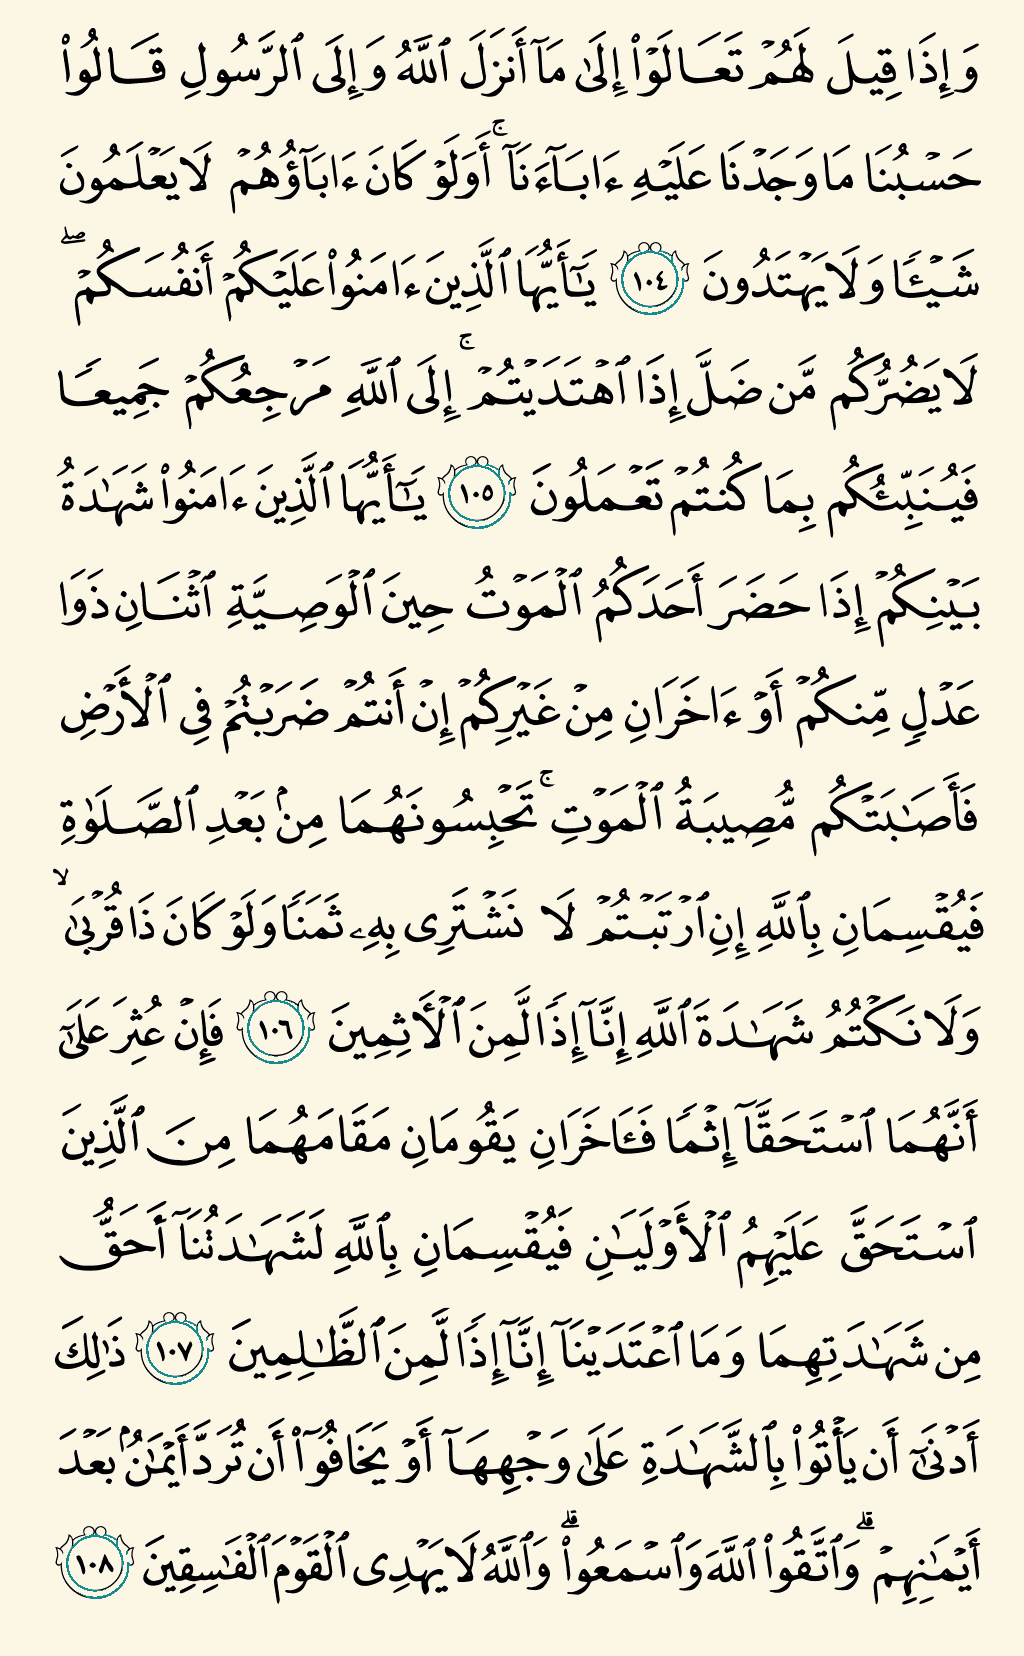 وَإِذَا قِيلَ لَهُمۡ تَعَالَوۡاْ إِلَىٰ مَآ أَنزَلَ ٱللَّهُ وَإِلَى ٱلرَّسُولِ قَالُواْ
حَسۡبُنَا مَا وَجَدۡنَا عَلَيۡهِ ءَابَآءَنَآۚ أَوَلَوۡ كَانَ ءَابَآؤُهُمۡ لَا يَعۡلَمُونَ
شَيۡـٔٗا وَلَا يَهۡتَدُونَ ١٠٤ يَـٰٓأَيُّهَا ٱلَّذِينَ ءَامَنُواْ عَلَيۡكُمۡ أَنفُسَكُمۡۖ
لَا يَضُرُّكُم مَّن ضَلَّ إِذَا ٱهۡتَدَيۡتُمۡۚ إِلَى ٱللَّهِ مَرۡجِعُكُمۡ جَمِيعٗا
فَيُنَبِّئُكُم بِمَا كُنتُمۡ تَعۡمَلُونَ ١٠٥ يَـٰٓأَيُّهَا ٱلَّذِينَ ءَامَنُواْ شَهَٰدَةُ
بَيۡنِكُمۡ إِذَا حَضَرَ أَحَدَكُمُ ٱلۡمَوۡتُ حِينَ ٱلۡوَصِيَّةِ ٱثۡنَانِ ذَوَا
عَدۡلٖ مِّنكُمۡ أَوۡ ءَاخَرَانِ مِنۡ غَيۡرِكُمۡ إِنۡ أَنتُمۡ ضَرَبۡتُمۡ فِي ٱلۡأَرۡضِ
فَأَصَٰبَتۡكُم مُّصِيبَةُ ٱلۡمَوۡتِۚ تَحۡبِسُونَهُمَا مِنۢ بَعۡدِ ٱلصَّلَوٰةِ
فَيُقۡسِمَانِ بِٱللَّهِ إِنِ ٱرۡتَبۡتُمۡ لَا نَشۡتَرِي بِهِۦ ثَمَنٗا وَلَوۡ كَانَ ذَا قُرۡبَىٰ ۙ
وَلَا نَكۡتُمُ شَهَٰدَةَ ٱللَّهِ إِنَّآ إِذٗا لَّمِنَ ٱلۡأٓثِمِينَ ١٠٦ فَإِنۡ عُثِرَ عَلَىٰٓ
أَنَّهُمَا ٱسۡتَحَقَّآ إِثۡمٗا فَـَٔاخَرَانِ يَقُومَانِ مَقَامَهُمَا مِنَ ٱلَّذِينَ
ٱسۡتَحَقَّ عَلَيۡهِمُ ٱلۡأَوۡلَيَٰنِ فَيُقۡسِمَانِ بِٱللَّهِ لَشَهَٰدَتُنَآ أَحَقُّ
مِن شَهَٰدَتِهِمَا وَمَا ٱعۡتَدَيۡنَآ إِنَّآ إِذٗا لَّمِنَ ٱلظَّٰلِمِينَ ١٠٧ ذَٰلِكَ
أَدۡنَىٰٓ أَن يَأۡتُواْ بِٱلشَّهَٰدَةِ عَلَىٰ وَجۡهِهَآ أَوۡ يَخَافُوٓاْ أَن تُرَدَّ أَيۡمَٰنُۢ بَعۡدَ
أَيۡمَٰنِهِمۡۗ وَٱتَّقُواْ ٱللَّهَ وَٱسۡمَعُواْۗ وَٱللَّهُ لَا يَهۡدِي ٱلۡقَوۡمَ ٱلۡفَٰسِقِينَ ١٠٨